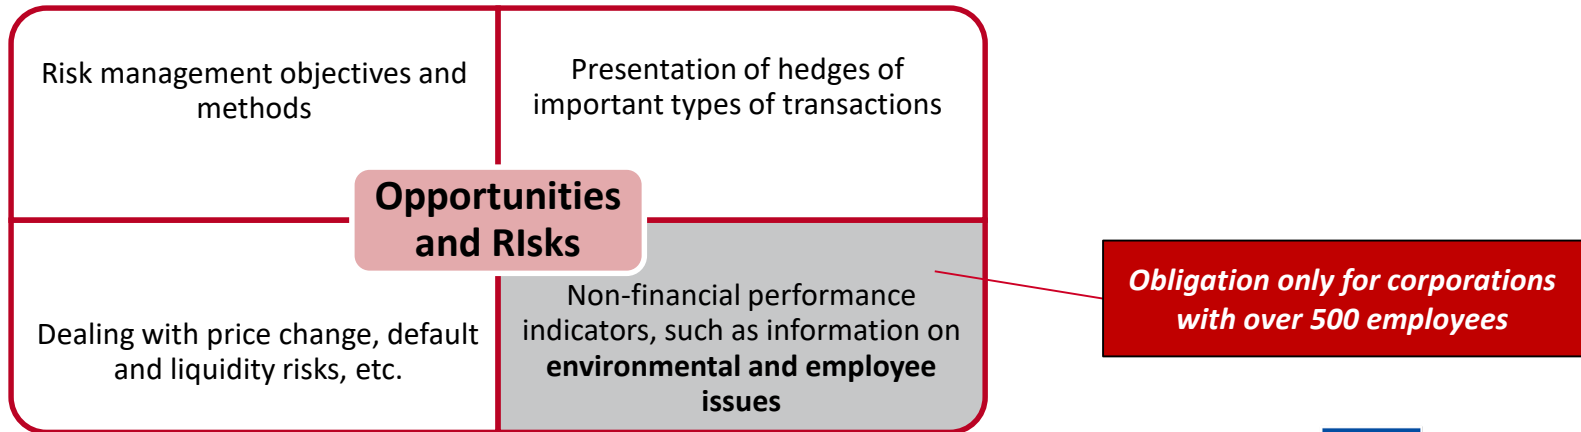 Risk management objectives and
methods
Presentation of hedges of
important types of transactions
Opportunities
and RIsks
Dealing with price change, default
and liquidity risks, etc.
Non-financial performance
indicators, such as information on
environmental and employee
issues
Obligation only for corporations
with over 500 employees